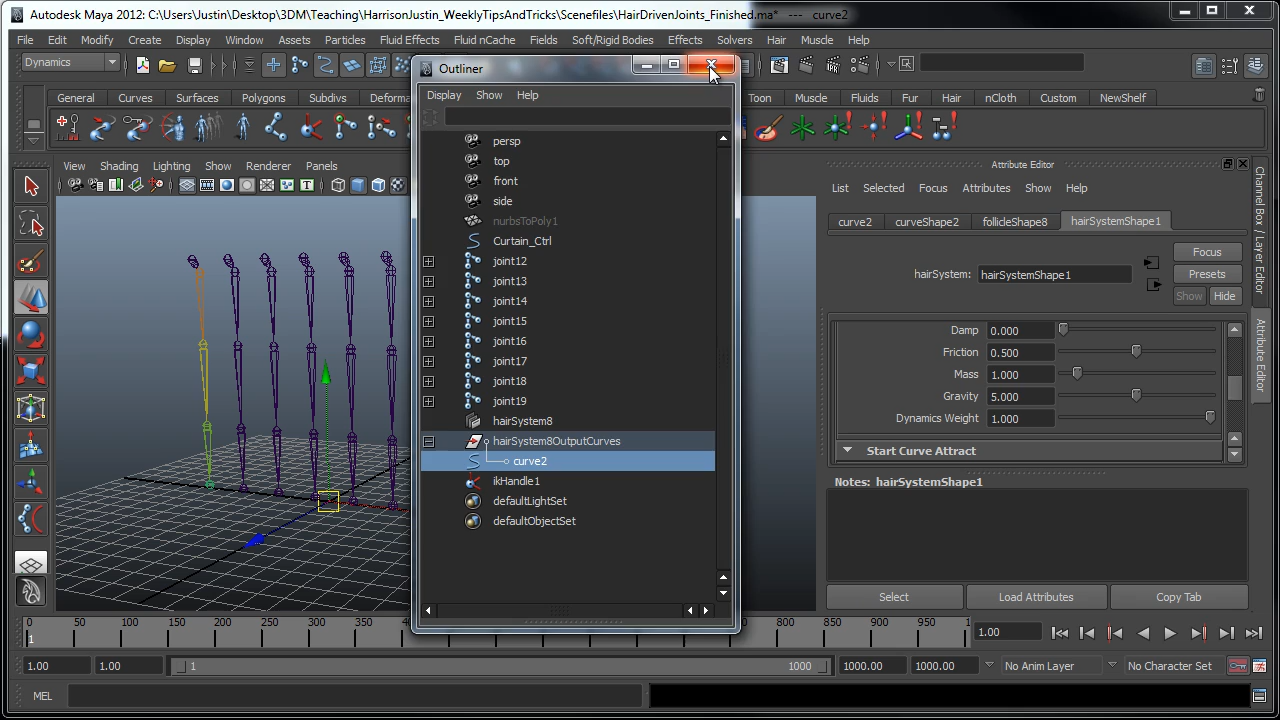 Autodesk Maya 2012: C:\Users\Justin\Desktop\3DM\Teaching\HarrisonJustin_WeeklyTipsAndTricks\Scenefiles\HairDrivenJoints_Finished.ma* --- curve2
File Edit Modify Create Display Window Assets Particles Fluid Effects Fluid nCache Fields Soft/Rigid Bodies Effects Solvers Hair Muscle Help
Dynamics
General Curves Surfaces Polygons Subdivs Deforma Toon Muscle Fluids Fur Hair nCloth Custom NewShelf
View Shading Lighting Show Renderer Panels
Outliner
Display Show Help
persp
top
front
side
nurbsToPoly1
Curtain_Ctrl
joint12
joint13
joint14
joint15
joint16
joint17
joint18
joint19
hairSystem8
hairSystem8OutputCurves
curve2
ikHandle1
defaultLightSet
defaultObjectSet
Attribute Editor
List Selected Focus Attributes Show Help
curve2 curveShape2 follicleShape8 hairSystemShape1
hairSystem: hairSystemShape1
Focus
Presets
Show Hide
Damp 0.000
Friction 0.500
Mass 1.000
Gravity 5.000
Dynamics Weight 1.000
Start Curve Attract
Notes: hairSystemShape1
Select Load Attributes Copy Tab
Channel Box / Layer Editor
Attribute Editor
0 50 100 150 200 250 300 350 400 800 850 900 950 1
1
1.00
1.00 1.00 1 1000 1000.00 1000.00 No Anim Layer No Character Set
MEL